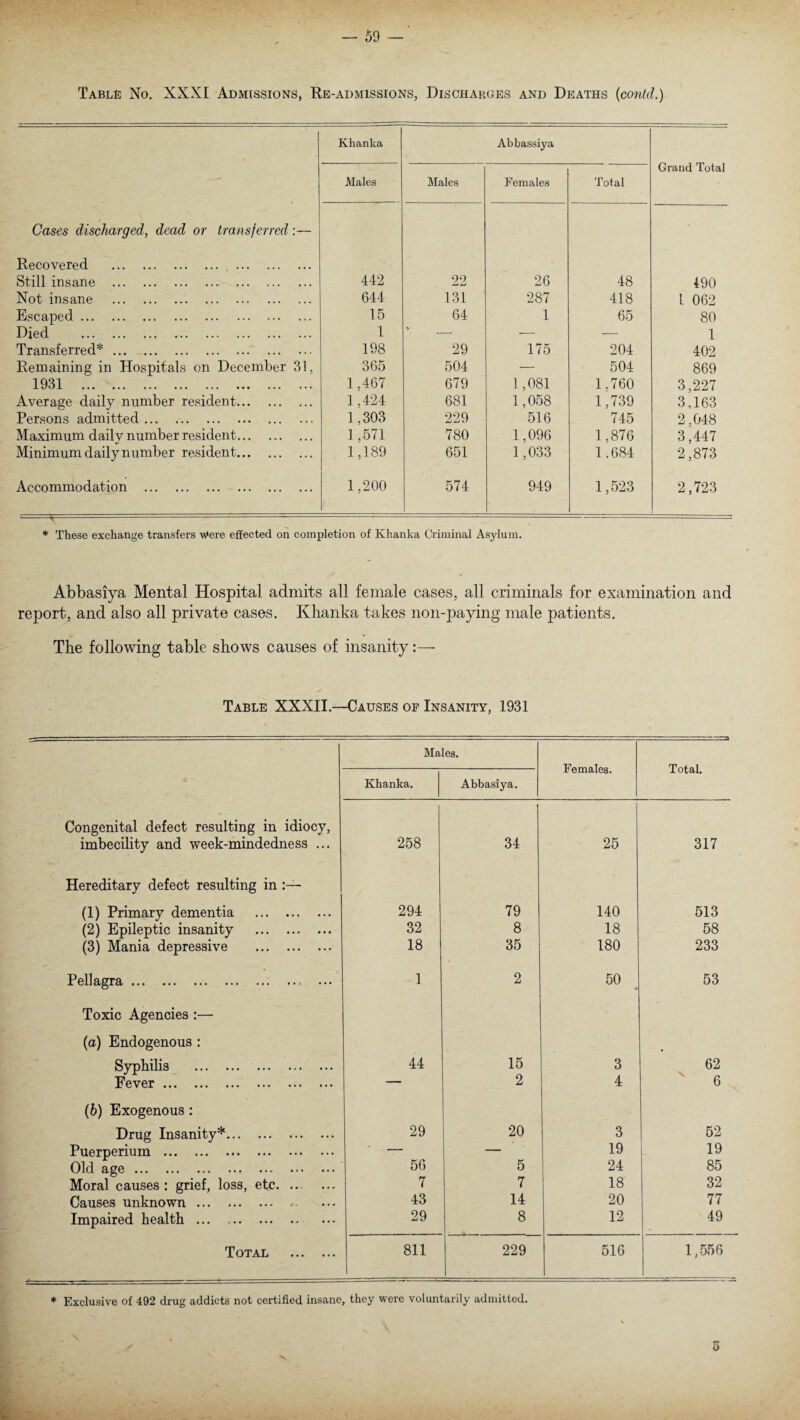 — 59 —
Table No. XXXI Admissions, Re-admissions, Discharges and Deaths (contd.)
Khanka Abbassiya Grand Total
Males Males Females Total
Cases discharged, dead or transferred :—
Recovered ... ... ... ... ... ... ...
Still insane ... ... ... ... ... ... ... 442 22 26 48 490
Not insane ... ... ... ... ... ... ... 644 131 287 418 1 062
Escaped ... ... ... ... ... ... ... ... 15 64 1 65 80
Died ... ... ... ... ... ... ... ... 1 — — — 1
Transferred* ... ... ... ... ... ... ... 198 29 175 204 402
Remaining in Hospitals on December 31, 365 504 — 504 869
1931 ... ... ... ... ... ... ... ... 1,467 679 1,081 1,760 3,227
Average daily number resident... ... ... 1,424 681 1,058 1,739 3,163
Persons admitted ... ... ... ... ... ... 1,303 229 516 745 2,048
Maximum daily number resident... ... ... 1,571 780 1,096 1,876 3,447
Minimum daily number resident... ... ... 1,189 651 1,033 1,684 2,873
Accommodation ... ... ... ... ... ... 1,200 574 949 1,523 2,723
* These exchange transfers were effected on completion of Khanka Criminal Asylum.
Abbasîya Mental Hospital admits all female cases, all criminals for examination and
report, and also all private cases. Khanka takes non-paying male patients.
The following table shows causes of insanity :—
Table XXXII.—Causes of Insanity, 1931
Males. Females. Total.
Khanka. Abbasîya.
Congenital defect resulting in idiocy,
imbecility and week-mindedness ... 258 34 25 317
Hereditary defect resulting in :—
(1) Primary dementia ... ... ... 294 79 140 513
(2) Epileptic insanity ... ... ... 32 8 18 58
(3) Mania depressive ... ... ... 18 35 180 233
Pellagra ... ... ... ... ... ... ... 1 2 50 53
Toxic Agencies :—
(a) Endogenous :
Syphilis ... ... ... ... ... 44 15 3 62
Fever ... ... ... ... ... ... — 2 4 6
(b) Exogenous :
Drug Insanity*... ... ... ... 29 20 3 52
Puerperium ... ... ... ... ... ... — — 19 19
Old age ... ... ... ... ... ... ... 56 5 24 85
Moral causes : grief, loss, etc. ... ... 7 7 18 32
Causes unknown ... ... ... ... ... 43 14 20 77
Impaired health ... ... ... ... ... 29 8 12 49
Total ... ... 811 229 516 1,556
* Exclusive of 492 drug addicts not certified insane, they were voluntarily admitted.
5